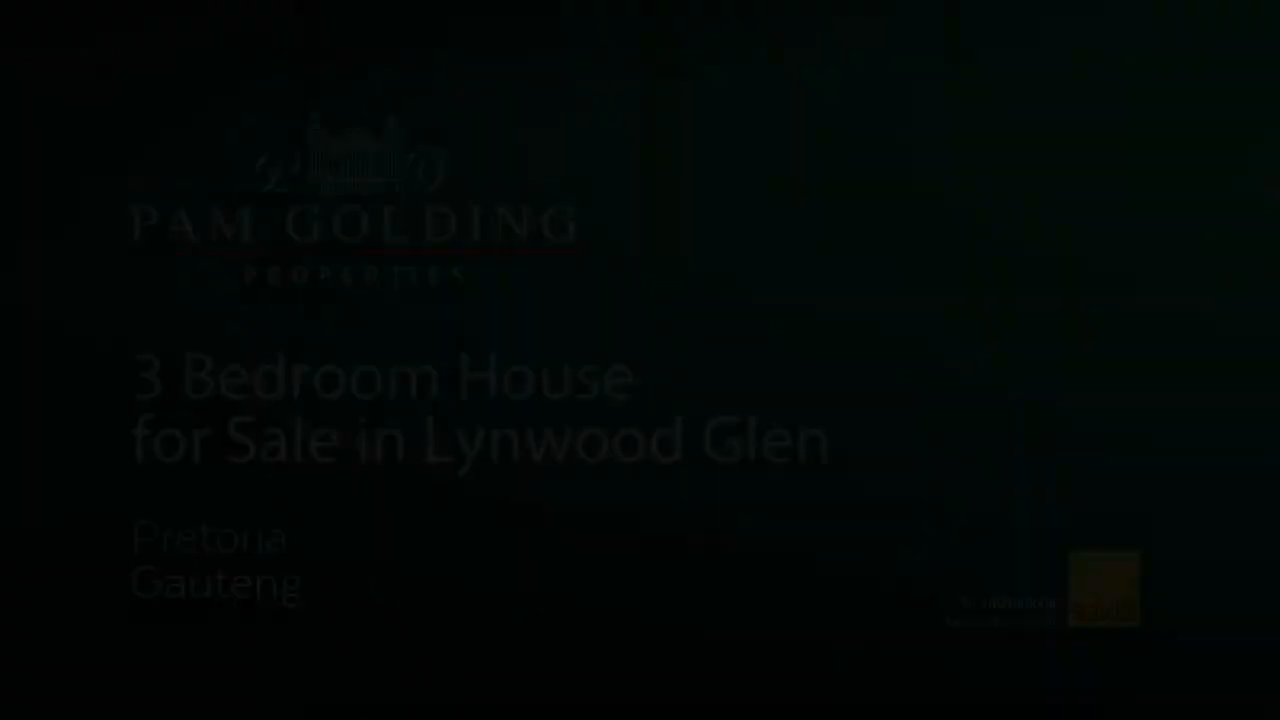 PAM GOLDING
PROPERTIES
3 Bedroom House
for Sale in Lynwood Glen
Pretoria
Gauteng